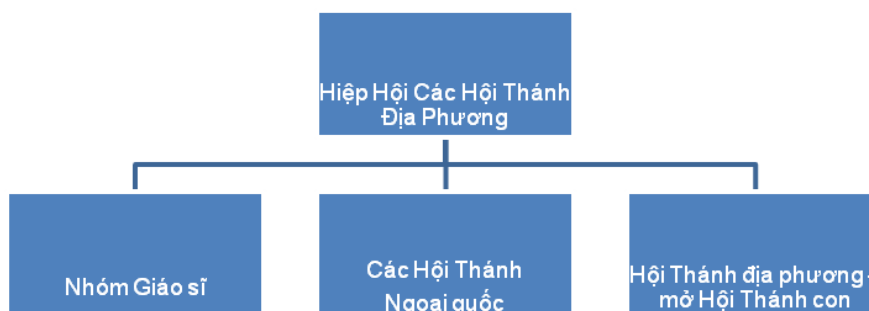 Hiệp Hội Các Hội Thánh
Địa Phương
Nhóm Giáo sĩ
Các Hội Thánh
Ngoại quốc
Hội Thánh địa phương -
mở Hội Thánh con